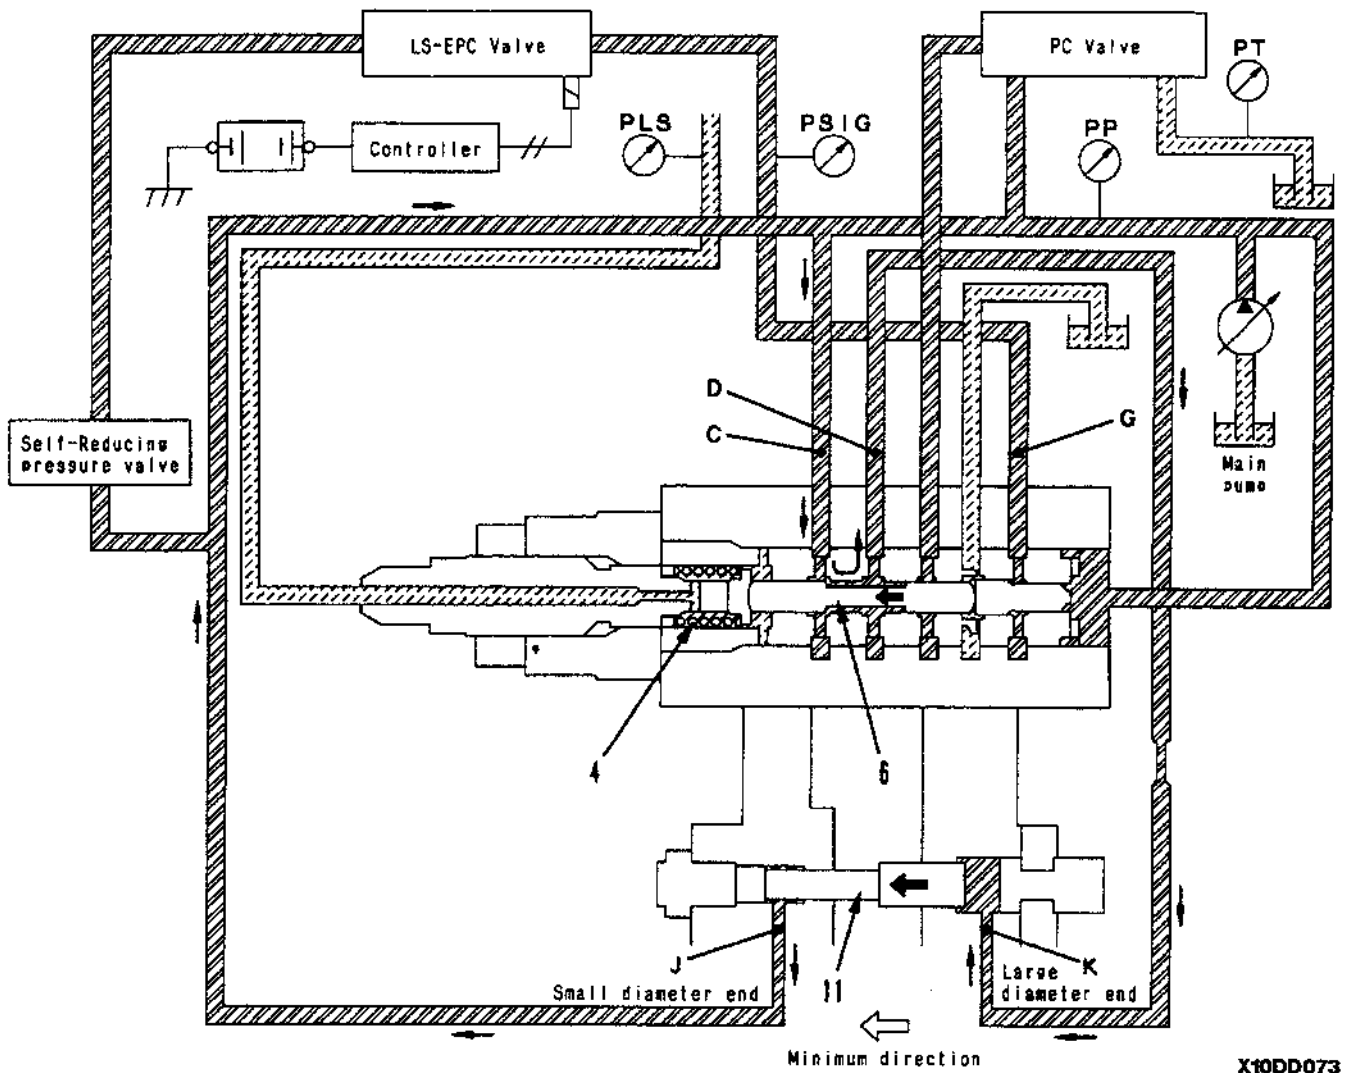 LS-EPC Valve
PC Valve
PT
PLS
PSIG
PP
Controller
D
C
G
Self-Reducing
pressure valve
Main
pump
4
6
J
11
K
Small diameter end
Large
diameter end
Minimum direction
X10DD073